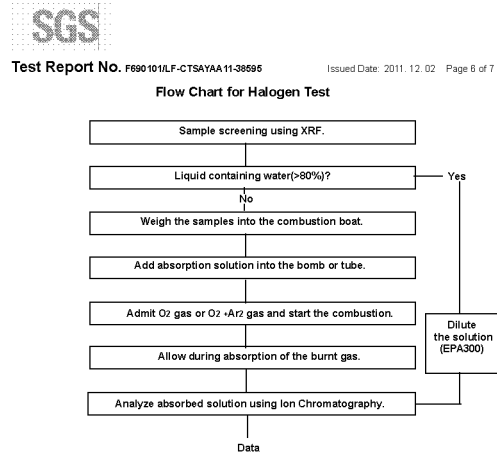 SGS
Test Report No. F690101/LF-CTSAYAA11-38595 Issued Date: 2011. 12. 02 Page 6 of 7
Flow Chart for Halogen Test
Sample screening using XRF.
Liquid containing water(>80%)?
Yes
No
Weigh the samples into the combustion boat.
Add absorption solution into the bomb or tube.
Admit O2 gas or O2 +Ar2 gas and start the combustion.
Dilute
the solution
(EPA300)
Allow during absorption of the burnt gas.
Analyze absorbed solution using Ion Chromatography.
Data